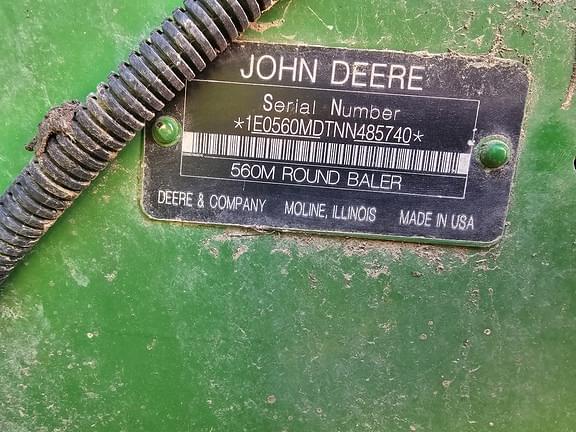 JOHN DEERE
Serial Number
*1E0560MDTNN485740*
560M ROUND BALER
DEERE & COMPANY MOLINE, ILLINOIS MADE IN USA